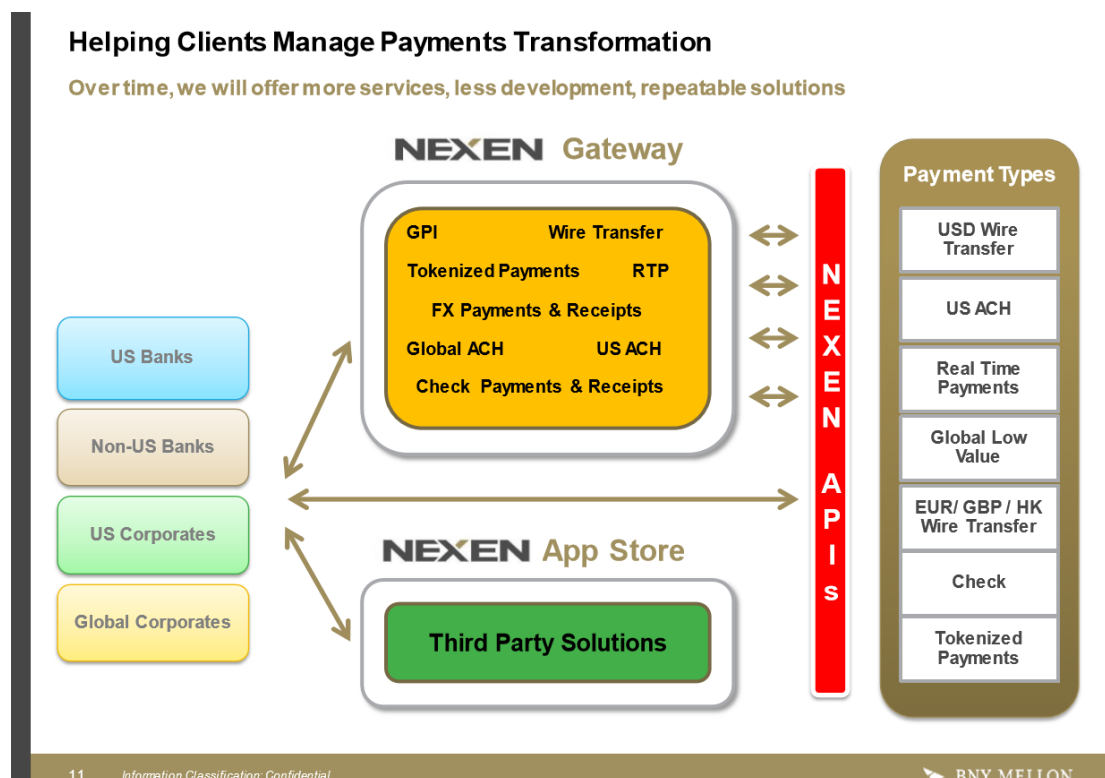 Helping Clients Manage Payments Transformation
Over time, we will offer more services, less development, repeatable solutions
NEXEN Gateway
GPI Wire Transfer
Tokenized Payments RTP
FX Payments & Receipts
Global ACH US ACH
Check Payments & Receipts
US Banks
Non-US Banks
US Corporates
Global Corporates
NEXEN App Store
Third Party Solutions
NEXEN APIs
Payment Types
USD Wire
Transfer
US ACH
Real Time
Payments
Global Low
Value
EUR/ GBP / HK
Wire Transfer
Check
Tokenized
Payments
11 Information Classification: Confidential
BNY MELLON